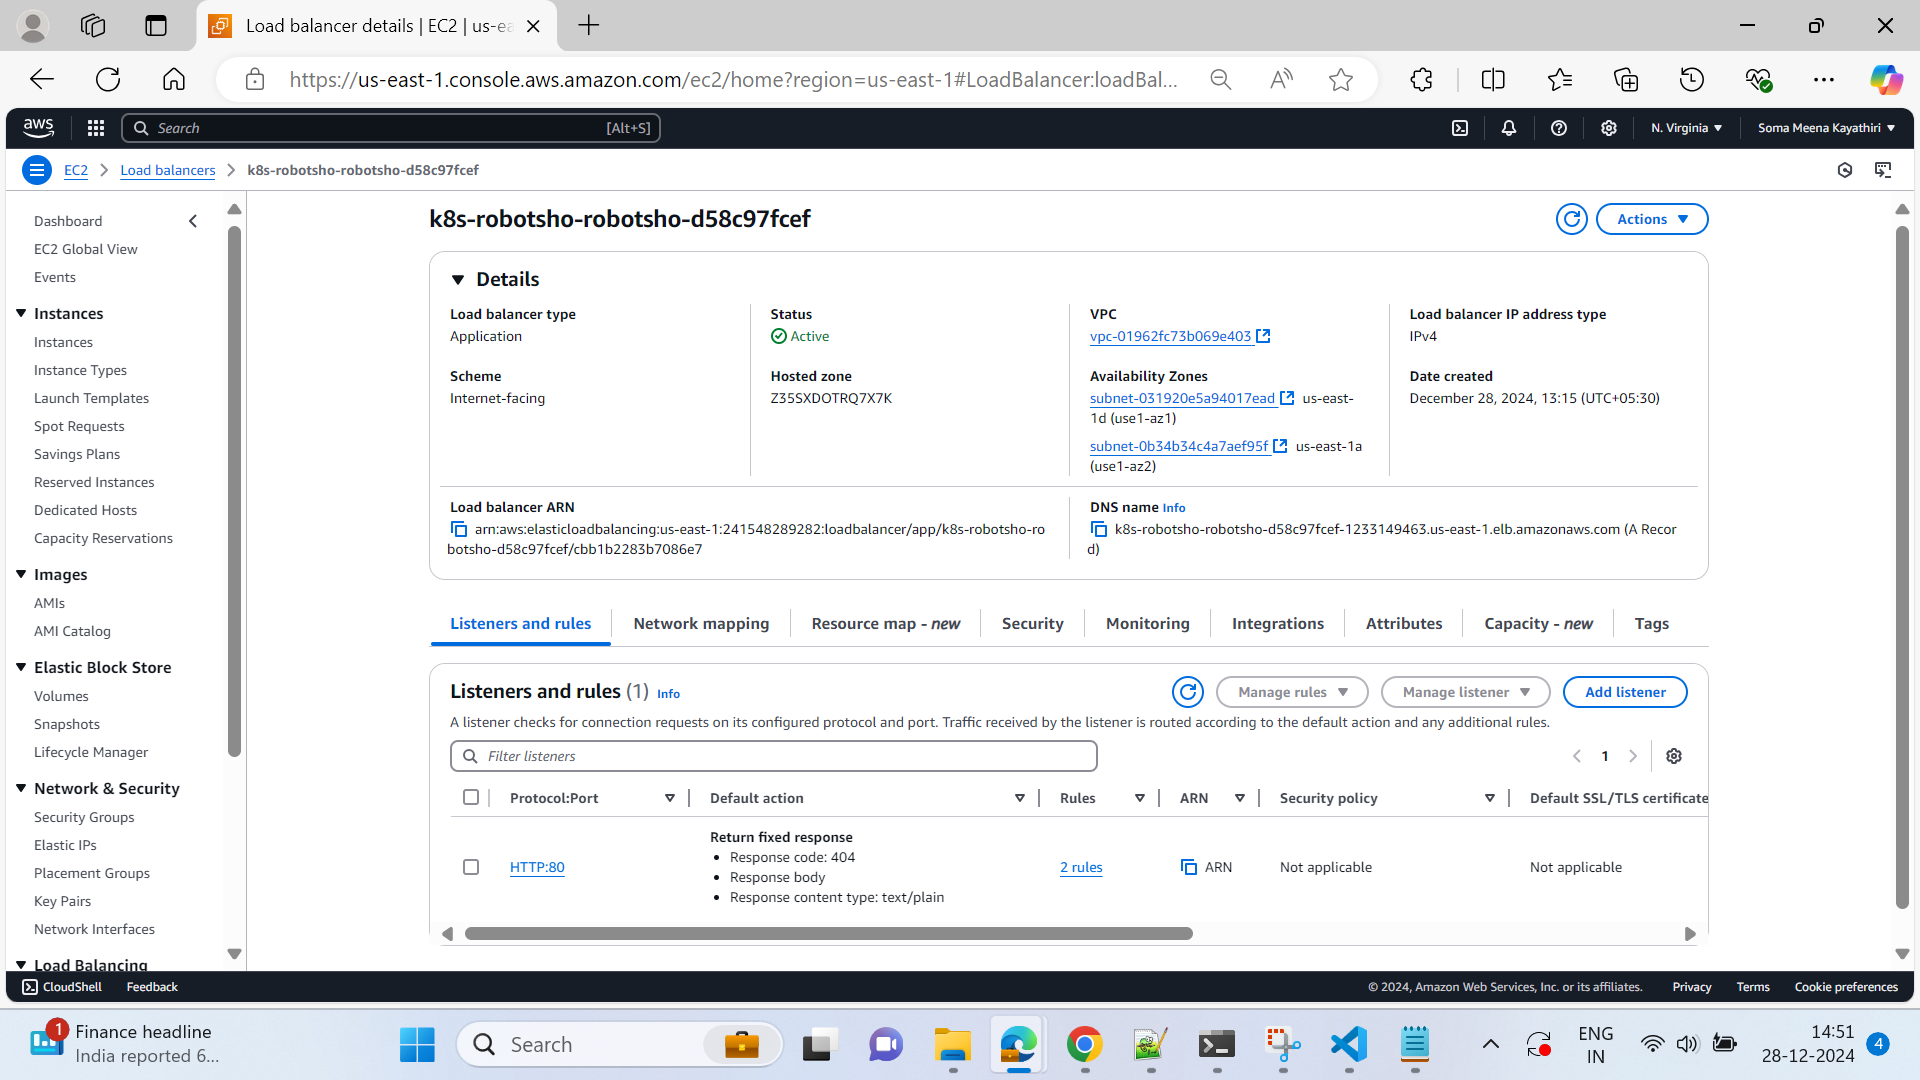 Load balancer details | EC2 | us-ea
https://us-east-1.console.aws.amazon.com/ec2/home?region=us-east-1#LoadBalancer:loadBal...
aws
Search
[Alt+S]
N. Virginia
Soma Meena Kayathiri
EC2
Load balancers
k8s-robotsho-robotsho-d58c97fcef
Dashboard
EC2 Global View
Events
Instances
Instances
Instance Types
Launch Templates
Spot Requests
Savings Plans
Reserved Instances
Dedicated Hosts
Capacity Reservations
Images
AMIs
AMI Catalog
Elastic Block Store
Volumes
Snapshots
Lifecycle Manager
Network & Security
Security Groups
Elastic IPs
Placement Groups
Key Pairs
Network Interfaces
Load Balancing
k8s-robotsho-robotsho-d58c97fcef
Actions
Details
Load balancer type
Application
Status
Active
VPC
vpc-01962fc73b069e403
Load balancer IP address type
IPv4
Scheme
Internet-facing
Hosted zone
Z35SXDOTRQ7X7K
Availability Zones
subnet-031920e5a94017ead us-east-
1d (use1-az1)
subnet-0b34b34c4a7aef95f us-east-1a
(use1-az2)
Date created
December 28, 2024, 13:15 (UTC+05:30)
Load balancer ARN
arn:aws:elasticloadbalancing:us-east-1:241548289282:loadbalancer/app/k8s-robotsho-ro
botsho-d58c97fcef/cbb1b2283b7086e7
DNS name Info
k8s-robotsho-robotsho-d58c97fcef-1233149463.us-east-1.elb.amazonaws.com (A Recor
d)
Listeners and rules
Network mapping
Resource map - new
Security
Monitoring
Integrations
Attributes
Capacity - new
Tags
Listeners and rules (1) Info
Manage rules
Manage listener
Add listener
A listener checks for connection requests on its configured protocol and port. Traffic received by the listener is routed according to the default action and any additional rules.
Filter listeners
1
Protocol:Port
Default action
Rules
ARN
Security policy
Default SSL/TLS certificate
HTTP:80
Return fixed response
• Response code: 404
• Response body
• Response content type: text/plain
2 rules
ARN
Not applicable
Not applicable
CloudShell
Feedback
© 2024, Amazon Web Services, Inc. or its affiliates.
Privacy
Terms
Cookie preferences
1
Finance headline
India reported 6...
Search
ENG
IN
14:51
28-12-2024
4